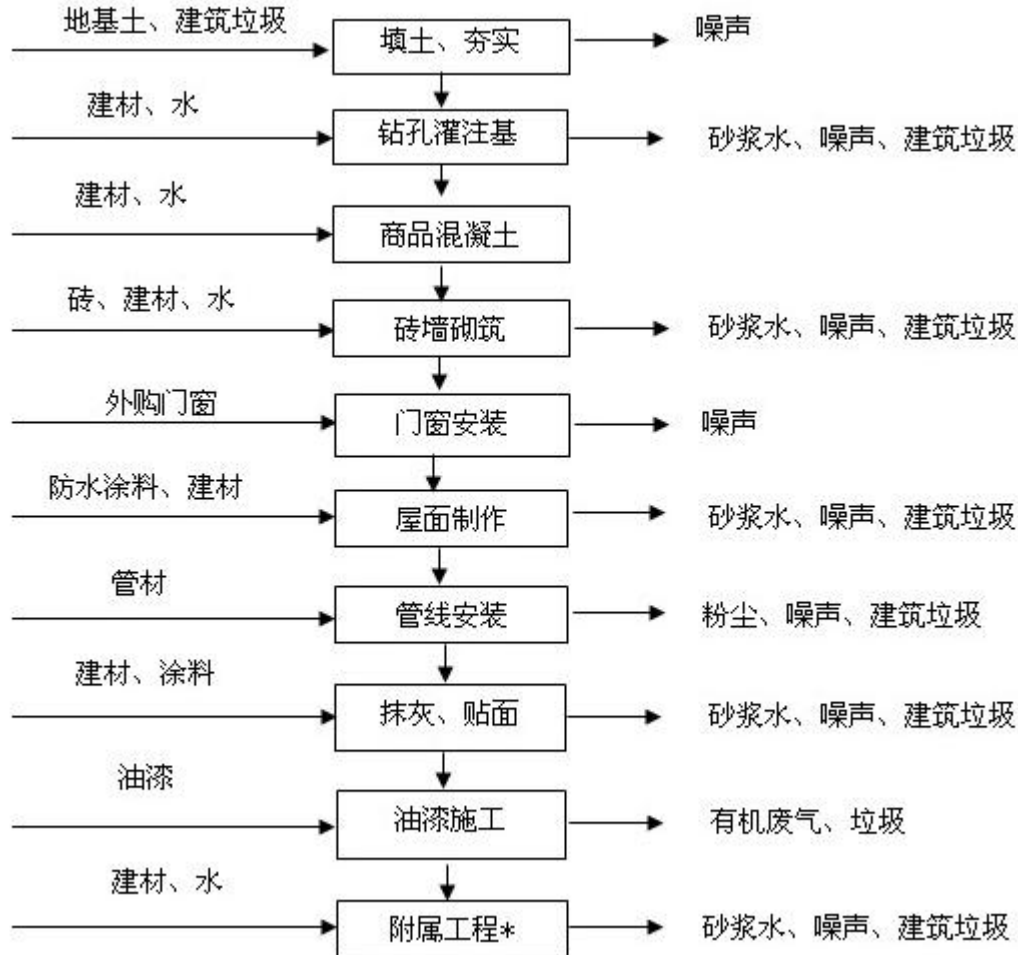 地基土、建筑垃圾
填土、夯实
噪声
建材、水
钻孔灌注基
砂浆水、噪声、建筑垃圾
建材、水
商品混凝土
砖、建材、水
砖墙砌筑
砂浆水、噪声、建筑垃圾
外购门窗
门窗安装
噪声
防水涂料、建材
屋面制作
砂浆水、噪声、建筑垃圾
管材
管线安装
粉尘、噪声、建筑垃圾
建材、涂料
抹灰、贴面
砂浆水、噪声、建筑垃圾
油漆
油漆施工
有机废气、垃圾
建材、水
附属工程*
砂浆水、噪声、建筑垃圾